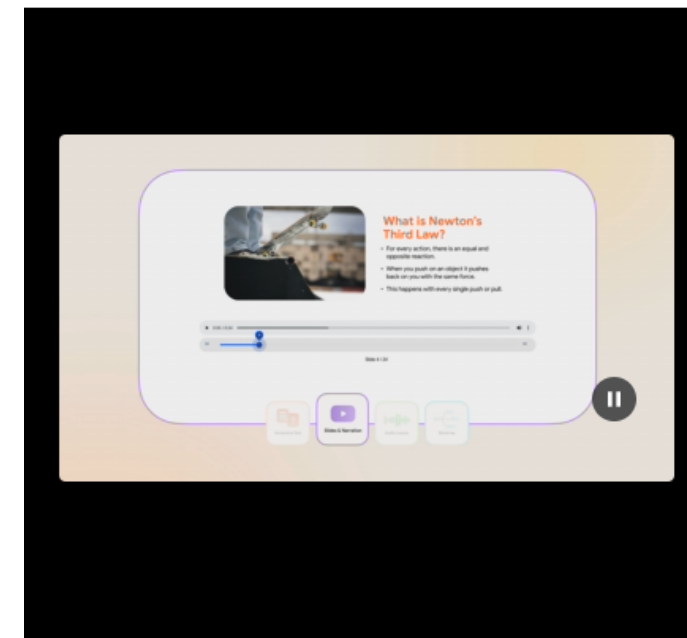 What is Newton's
Third Law?
• For every action, there is an equal and
opposite reaction.
• When you push on an object it pushes
back on you with the same force.
• This happens with every single push or pull.
Slides & Narration